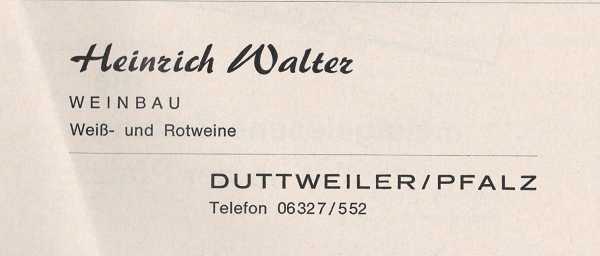 Heinrich Walter
WEINBAU
Weiß- und Rotweine
DUTTWEILER/PFALZ
Telefon 06327/552